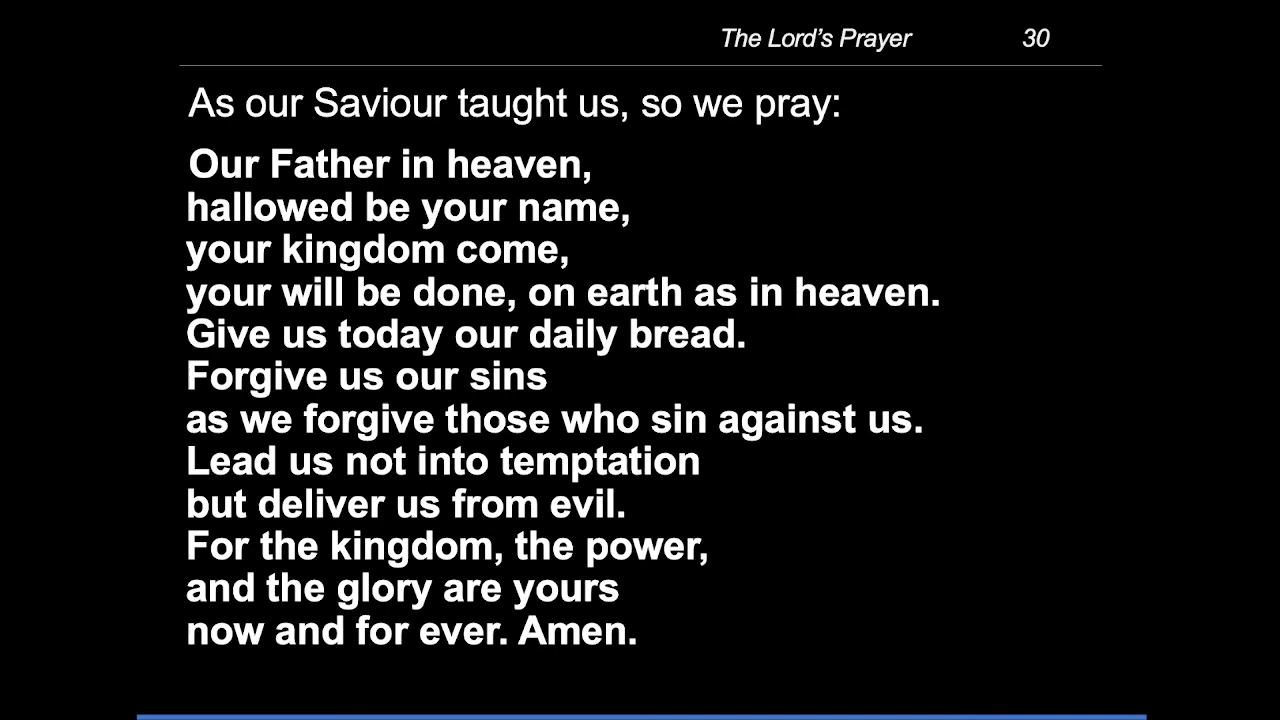 The Lord’s Prayer 30
As our Saviour taught us, so we pray:
Our Father in heaven,
hallowed be your name,
your kingdom come,
your will be done, on earth as in heaven.
Give us today our daily bread.
Forgive us our sins
as we forgive those who sin against us.
Lead us not into temptation
but deliver us from evil.
For the kingdom, the power,
and the glory are yours
now and for ever. Amen.